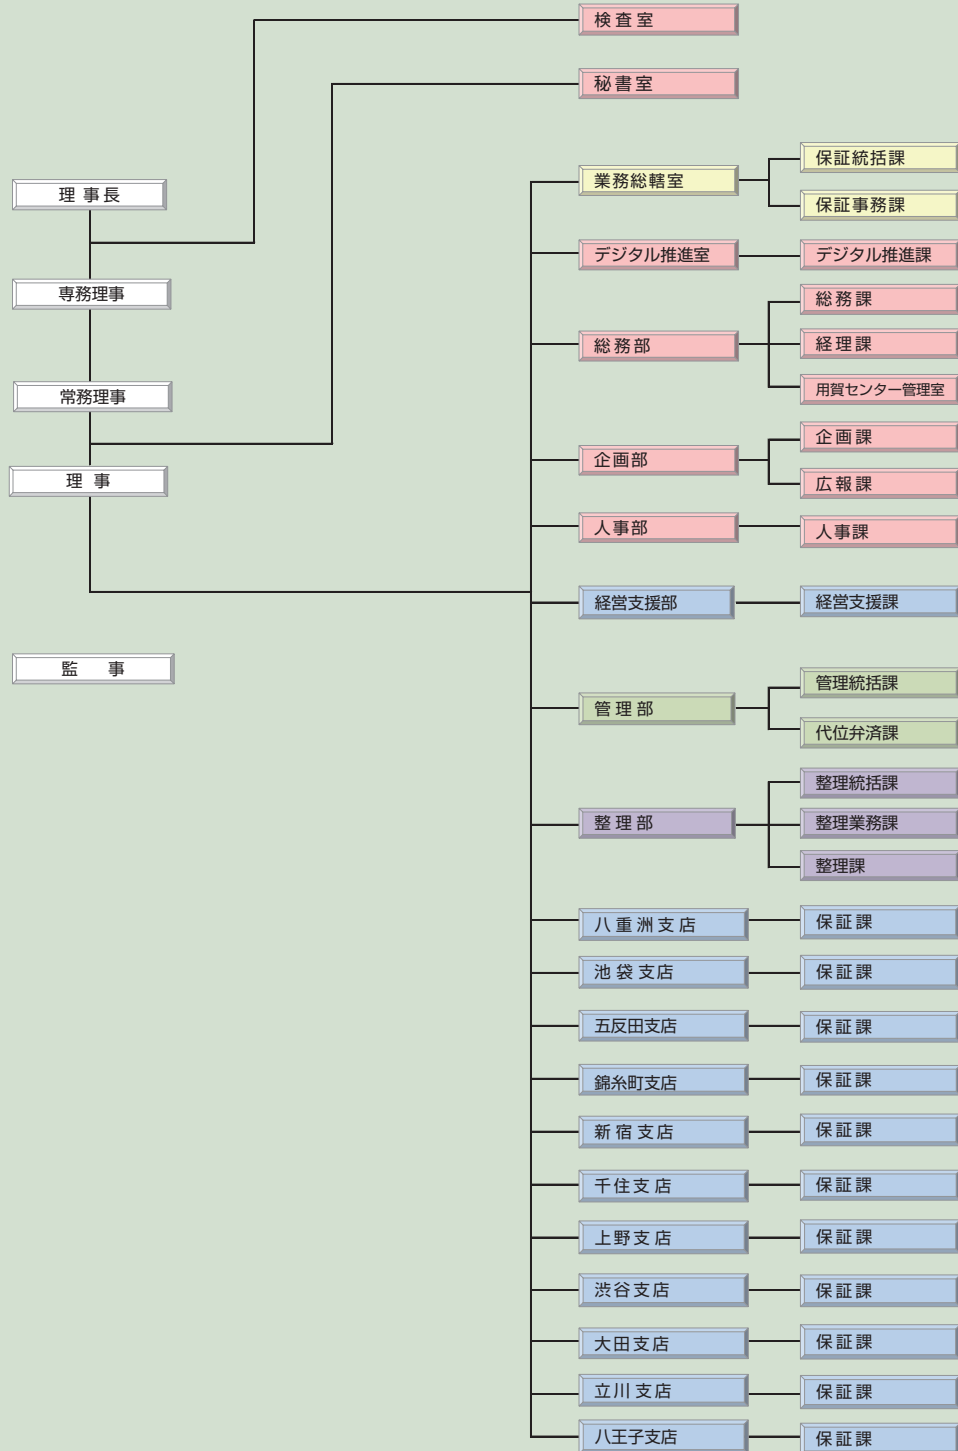 検査室
秘書室
理事長
専務理事
常務理事
理事
監事
業務総轄室
保証統括課
保証事務課
デジタル推進室
デジタル推進課
総務部
総務課
経理課
用賀センター管理室
企画部
企画課
広報課
人事部
人事課
経営支援部
経営支援課
管理部
管理統括課
代位弁済課
整理部
整理統括課
整理業務課
整理課
八重洲支店
保証課
池袋支店
保証課
五反田支店
保証課
錦糸町支店
保証課
新宿支店
保証課
千住支店
保証課
上野支店
保証課
渋谷支店
保証課
大田支店
保証課
立川支店
保証課
八王子支店
保証課